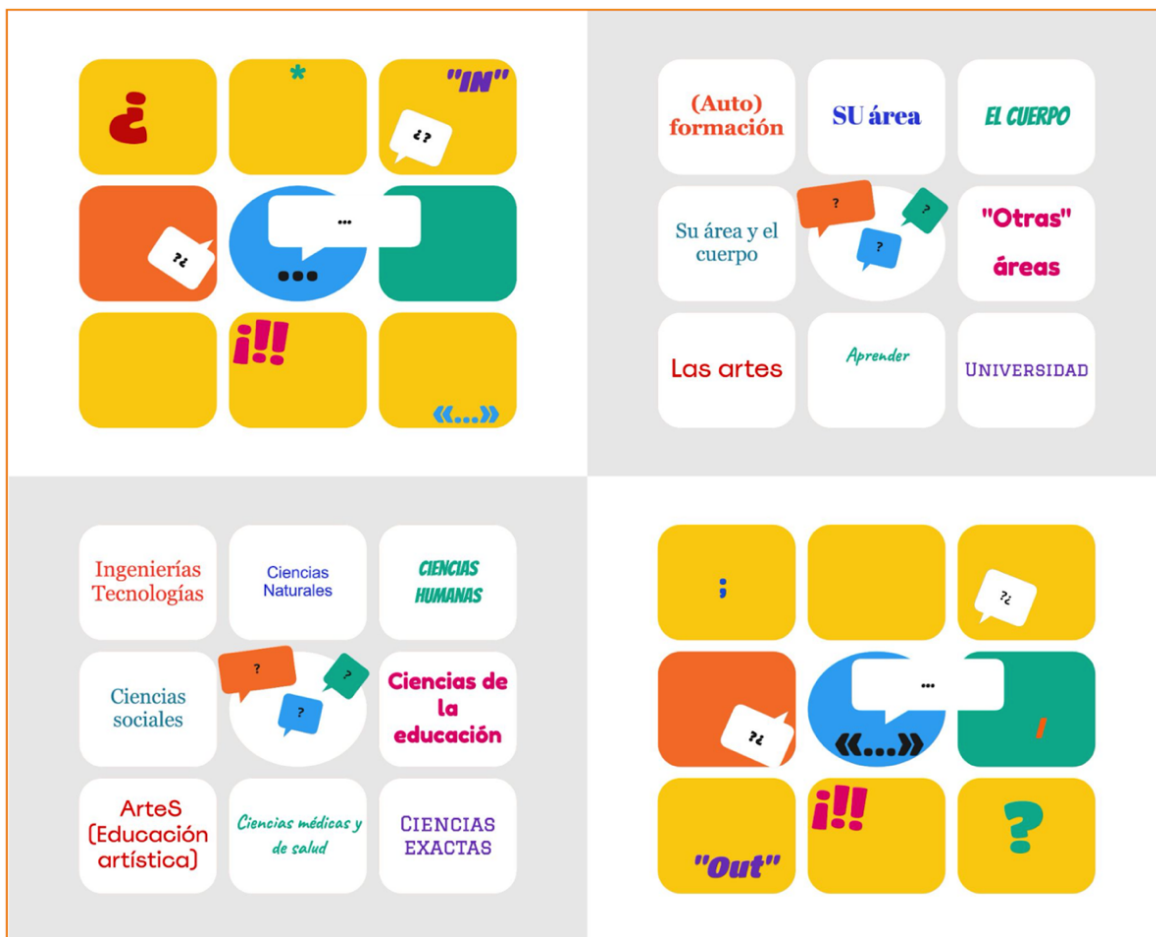 ¿
*
"IN"
¿?
?¿
...
...
¡!!
«...»
(Auto)
formación
SU área
EL CUERPO
Su área y el
cuerpo
?
?
?
"Otras"
áreas
Las artes
Aprender
UNIVERSIDAD
Ingenierías
Tecnologías
Ciencias
Naturales
CIENCIAS
HUMANAS
Ciencias
sociales
?
?
?
Ciencias de
la
educación
ArteS
(Educación
artística)
Ciencias médicas y
de salud
CIENCIAS
EXACTAS
;
?¿
?¿
...
«...»
,
"Out"
¡!!
?